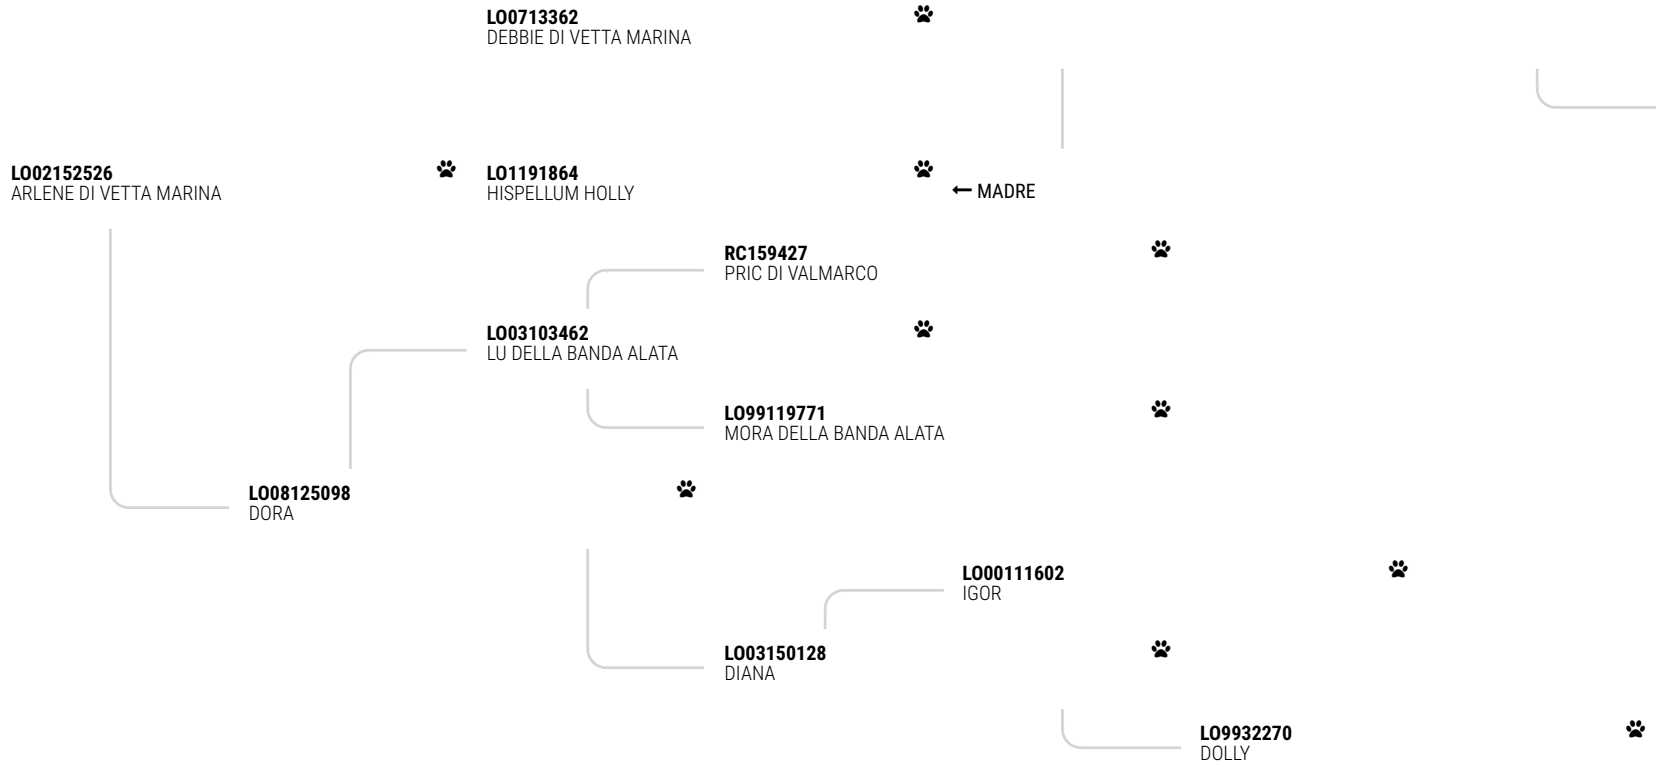 LO0713362
DEBBIE DI VETTA MARINA
LO02152526
ARLENE DI VETTA MARINA
LO1191864
HISPELLUM HOLLY
← MADRE
RC159427
PRIC DI VALMARCO
LO03103462
LU DELLA BANDA ALATA
LO99119771
MORA DELLA BANDA ALATA
LO08125098
DORA
LO00111602
IGOR
LO03150128
DIANA
LO9932270
DOLLY